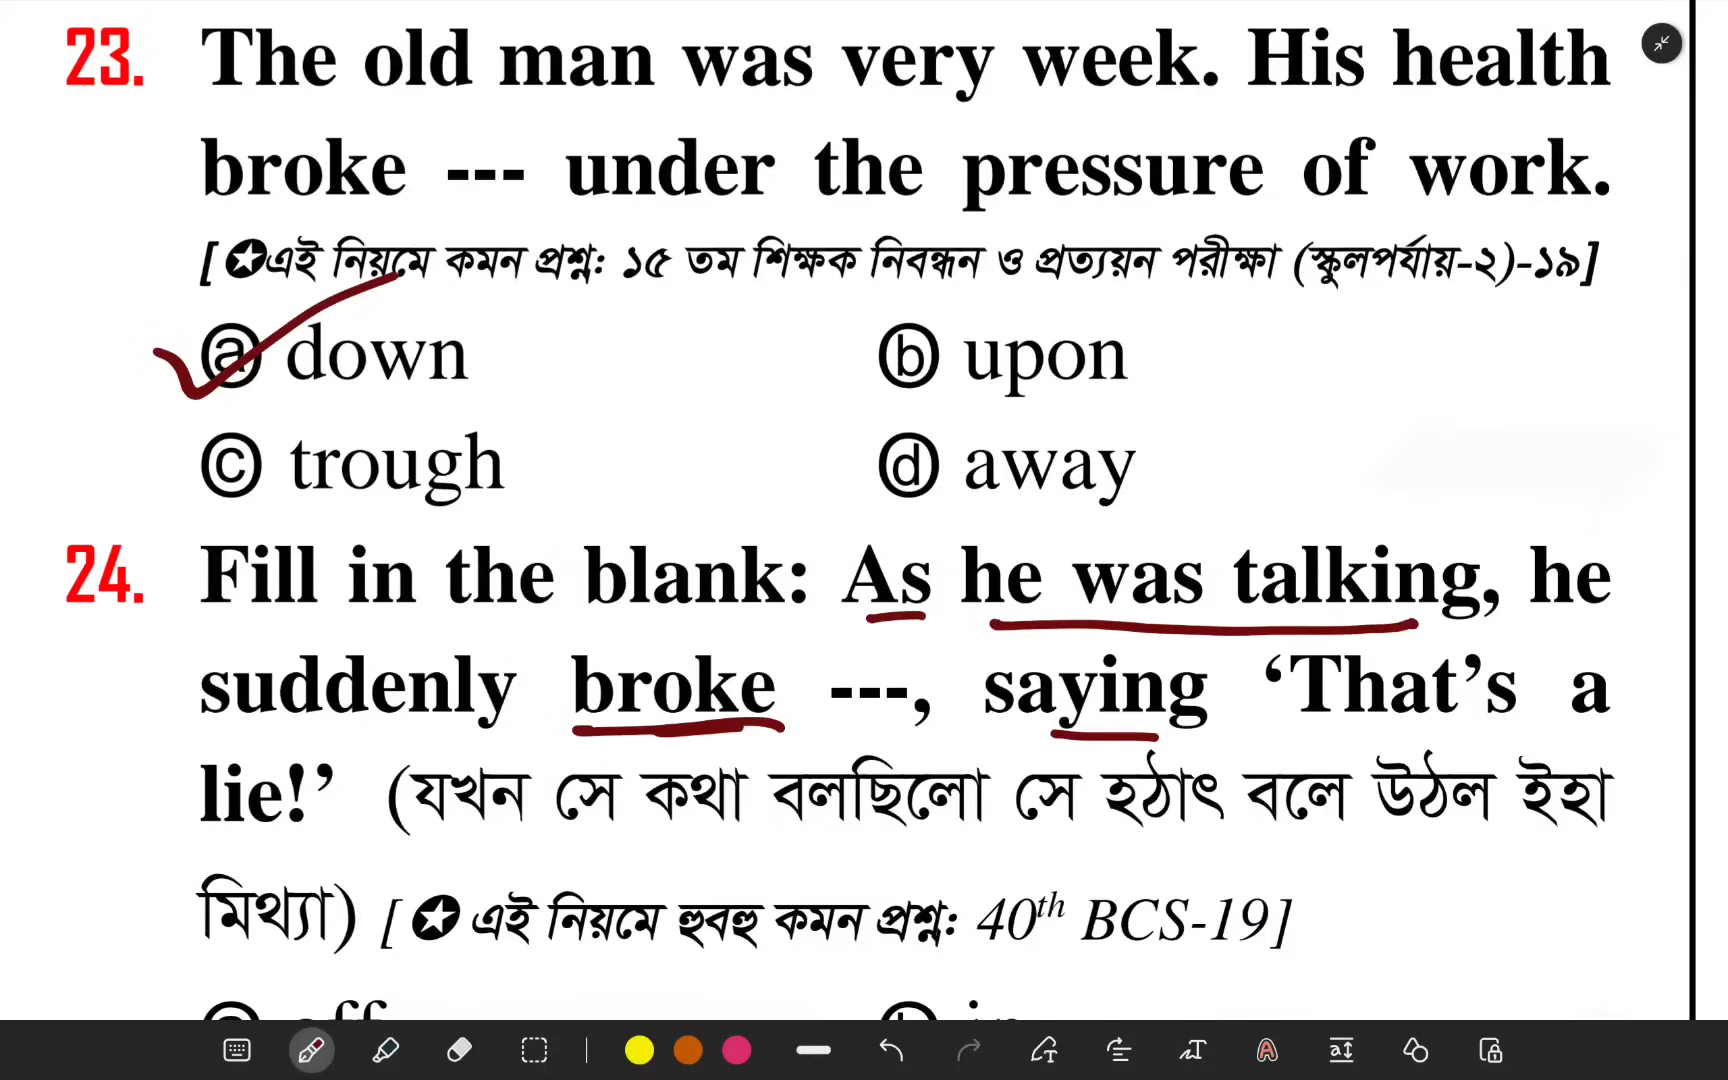 23. The old man was very week. His health
broke --- under the pressure of work.
[✪এই নিয়মে কমন প্রশ্ন: ১৫ তম শিক্ষক নিবন্ধন ও প্রত্যয়ন পরীক্ষা (স্কুলপর্যায়-২)-১৯]
ⓐ down ⓑ upon
ⓒ trough ⓓ away
24. Fill in the blank: As he was talking, he
suddenly broke ---, saying ‘That’s a
lie!’ (যখন সে কথা বলছিলো সে হঠাৎ বলে উঠল ইহা
মিথ্যা) [ ✪ এই নিয়মে হুবহু কমন প্রশ্ন: 40th BCS-19]